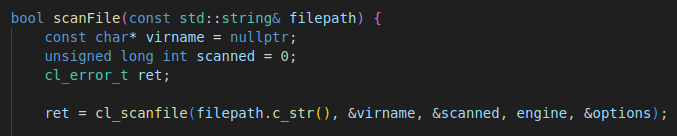 bool scanFile(const std::string& filepath) {
    const char* virname = nullptr;
    unsigned long int scanned = 0;
    cl_error_t ret;

    ret = cl_scanfile(filepath.c_str(), &virname, &scanned, engine, &options);